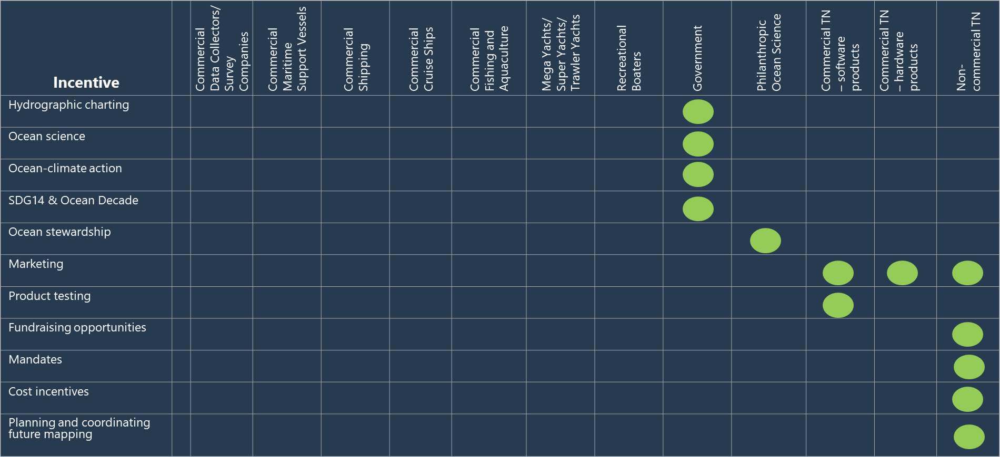 Incentive
Commercial
Data Collectors/
Survey
Companies
Commercial
Maritime
Support Vessels
Commercial
Shipping
Commercial
Cruise Ships
Commercial
Fishing and
Aquaculture
Mega Yachts/
Super Yachts/
Trawler Yachts
Recreational
Boaters
Government
Philanthropic
Ocean Science
Commercial TN
– software
products
Commercial TN
– hardware
products
Non-
commercial TN
Hydrographic charting
Ocean science
Ocean-climate action
SDG14 & Ocean Decade
Ocean stewardship
Marketing
Product testing
Fundraising opportunities
Mandates
Cost incentives
Planning and coordinating
future mapping